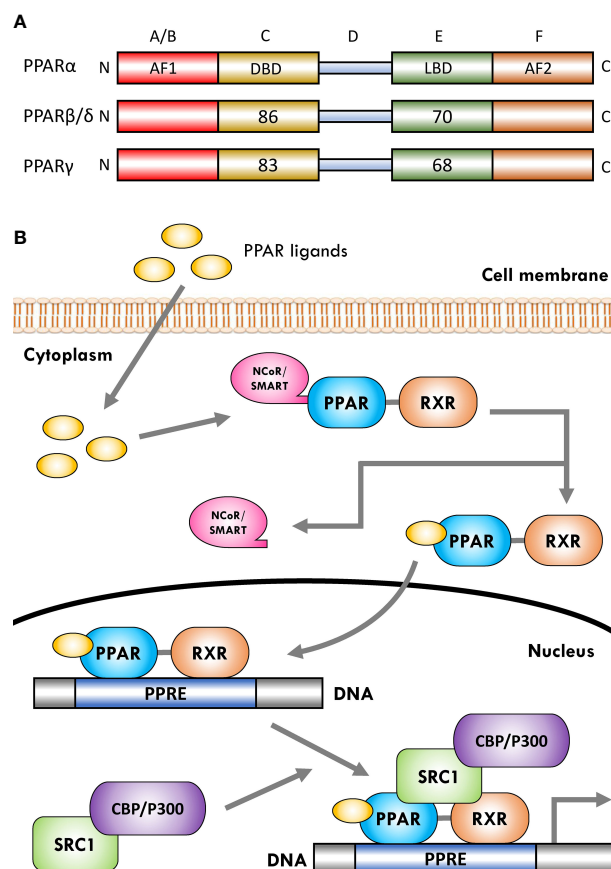 A
A/B C D E F
PPARα N AF1 DBD LBD AF2 C
PPARβ/δ N 86 70 C
PPARγ N 83 68 C
B
PPAR ligands
Cell membrane
Cytoplasm
NCoR/
SMART
PPAR RXR
NCoR/
SMART
PPAR RXR
Nucleus
PPAR RXR
PPRE DNA
CBP/P300
SRC1
CBP/P300
SRC1
PPAR RXR
DNA PPRE